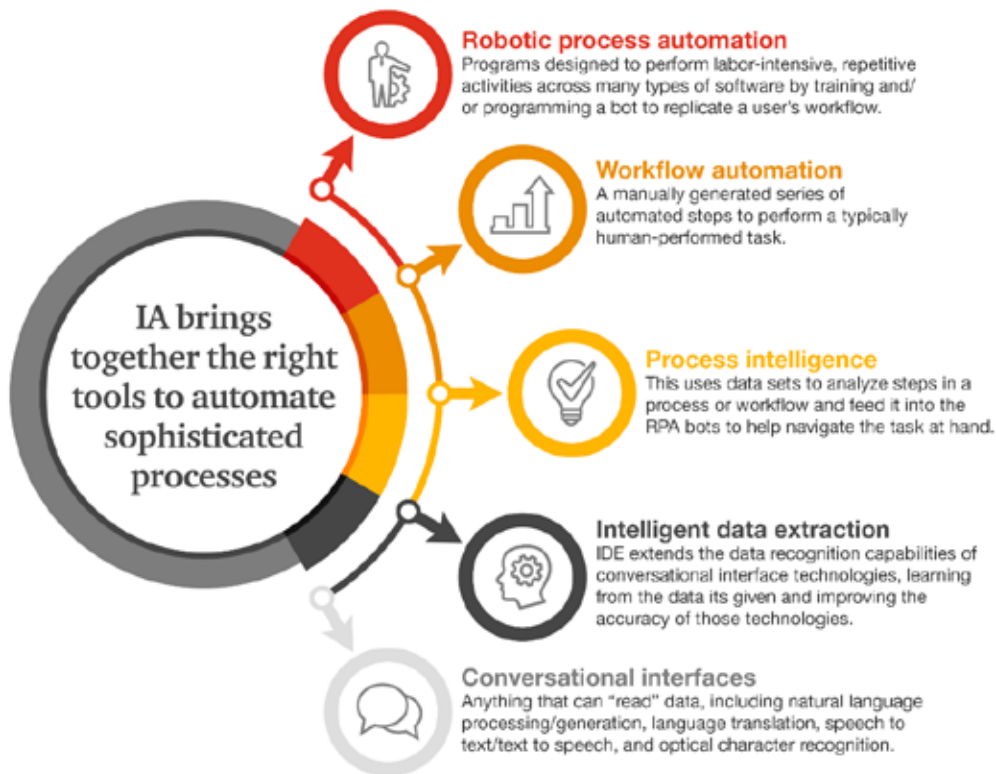 Robotic process automation
Programs designed to perform labor-intensive, repetitive
activities across many types of software by training and/
or programming a bot to replicate a user's workflow.
Workflow automation
A manually generated series of
automated steps to perform a typically
human-performed task.
IA brings
together the right
tools to automate
sophisticated
processes
Process intelligence
This uses data sets to analyze steps in a
process or workflow and feed it into the
RPA bots to help navigate the task at hand.
Intelligent data extraction
IDE extends the data recognition capabilities of
conversational interface technologies, learning
from the data its given and improving the
accuracy of those technologies.
Conversational interfaces
Anything that can “read” data, including natural language
processing/generation, language translation, speech to
text/text to speech, and optical character recognition.